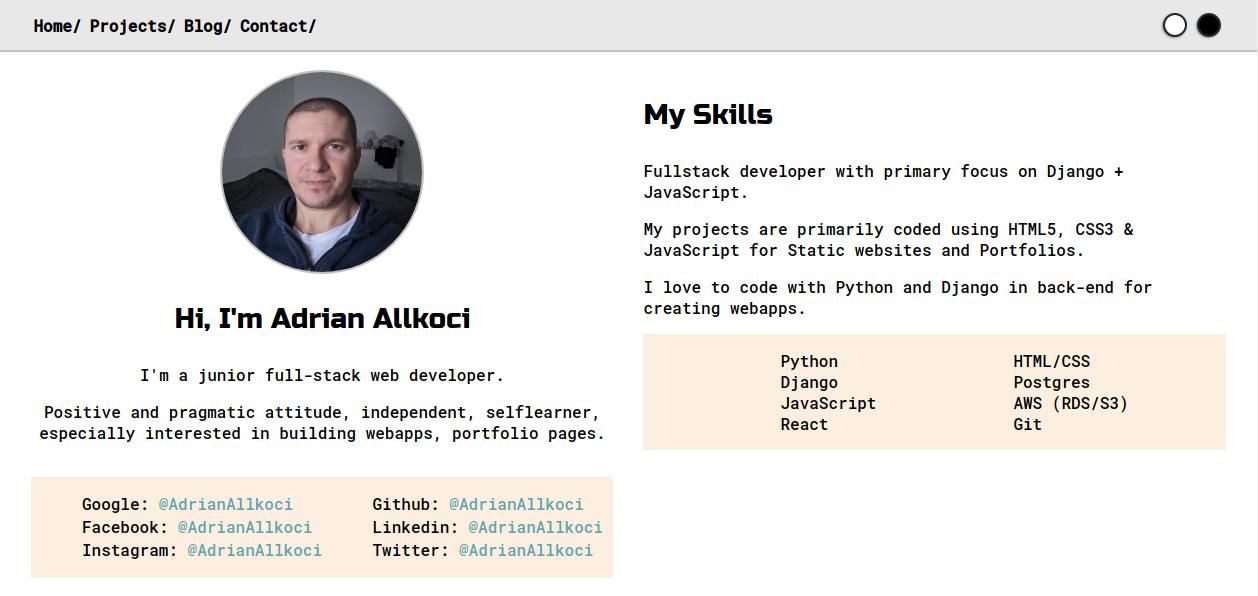 Home/ Projects/ Blog/ Contact/
Hi, I'm Adrian Allkoci
I'm a junior full-stack web developer.
Positive and pragmatic attitude, independent, selflearner,
especially interested in building webapps, portfolio pages.
Google: @AdrianAllkoci Github: @AdrianAllkoci
Facebook: @AdrianAllkoci Linkedin: @AdrianAllkoci
Instagram: @AdrianAllkoci Twitter: @AdrianAllkoci
My Skills
Fullstack developer with primary focus on Django +
JavaScript.
My projects are primarily coded using HTML5, CSS3 &
JavaScript for Static websites and Portfolios.
I love to code with Python and Django in back-end for
creating webapps.
Python HTML/CSS
Django Postgres
JavaScript AWS (RDS/S3)
React Git